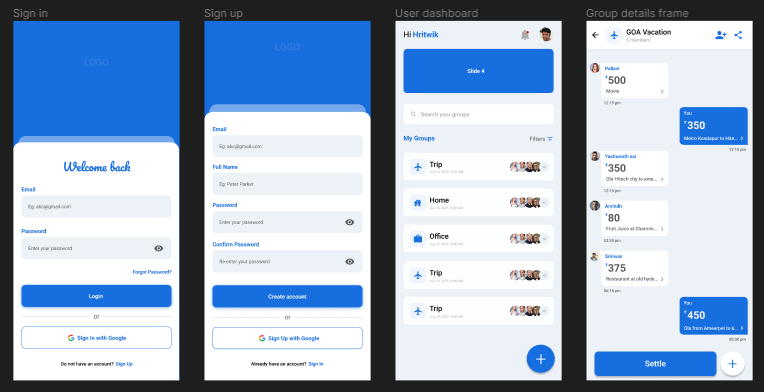 Sign in
LOGO
Welcome back
Email
Eg: abc@gmail.com
Password
Enter your password
Forgot Password?
Login
or
Sign In with Google
Do not have an account? Sign Up
Sign up
LOGO
Email
Eg: abc@gmail.com
Full Name
Eg: Peter Parker
Password
Enter your password
Confirm Password
Re-enter your password
Create account
or
Sign Up with Google
Already have an account? Sign In
User dashboard
Hi Hritwik
Slide 4
Search your groups
My Groups
Filters
Trip
Home
Office
Trip
Trip
Group details frame
GOA Vacation
5 members
Pallavi
₹500
Movie
12:15 pm
You
₹350
Metro Kondapur to Hite...
12:15 pm
Yashwanth sai
₹350
Ola Hitech city to ame...
12:15 pm
Arvindh
₹80
Fruit Juice at Charmin...
03:20 pm
Srinivas
₹375
Restaurant at old hyde...
04:15 pm
You
₹450
Ola from Ameerpet to k...
05:30 pm
Settle